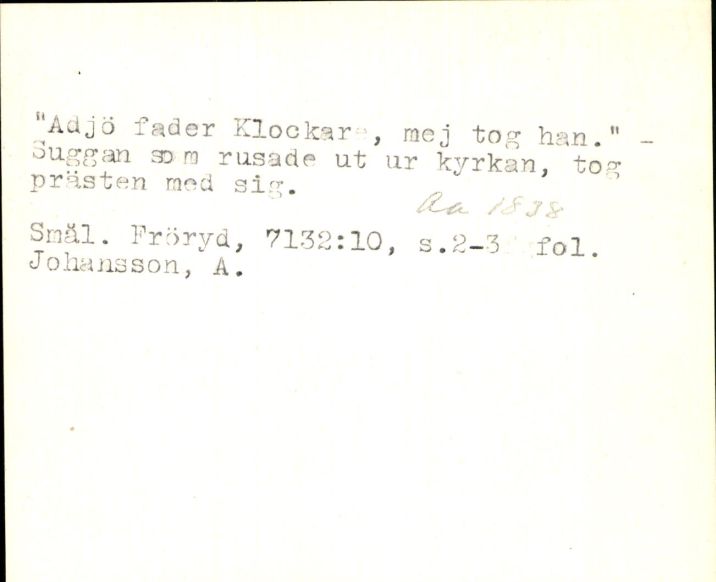 "Adjö fader Klockare, mej tog han." -
Suggan som rusade ut ur kyrkan, tog
prästen med sig.
Aa 1838
Smål. Fröryd, 7132:10, s.2-3 fol.
Johansson, A.